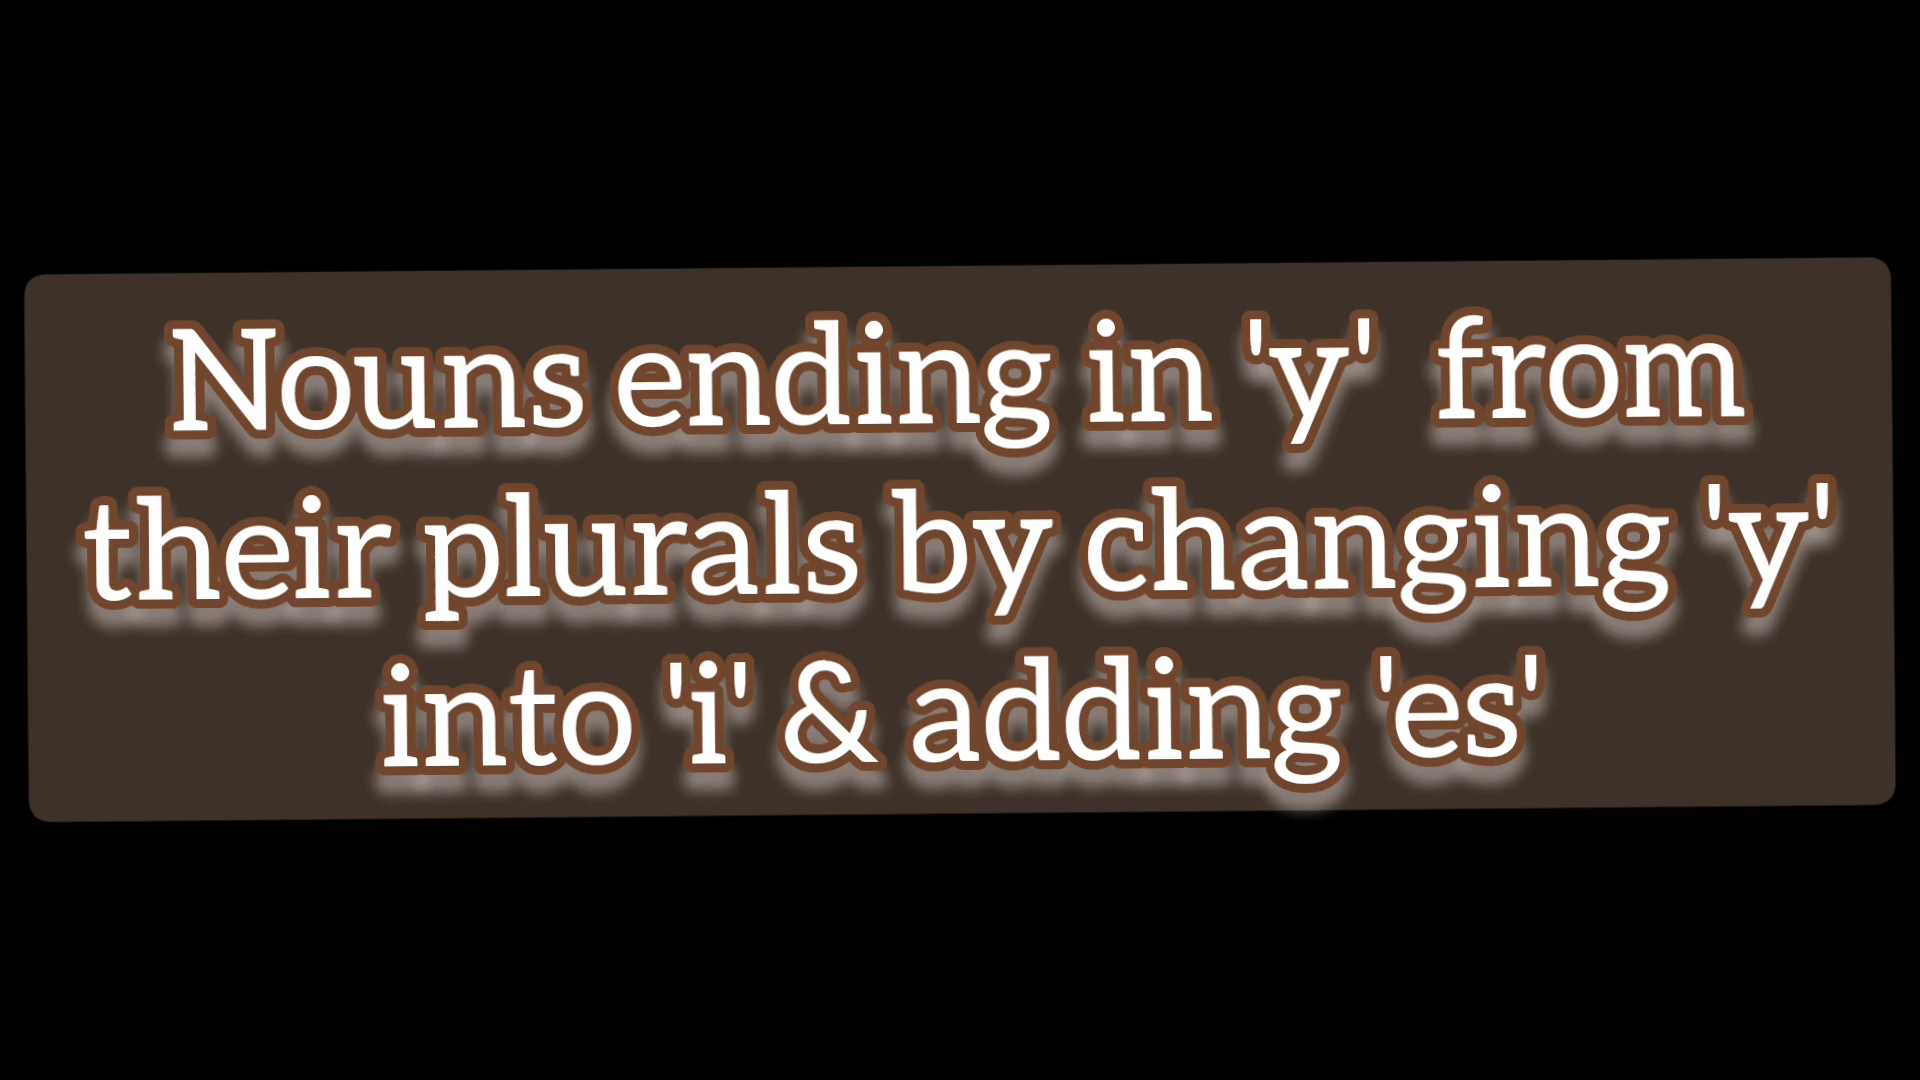 Nouns ending in 'y' from
their plurals by changing 'y'
into 'i' & adding 'es'